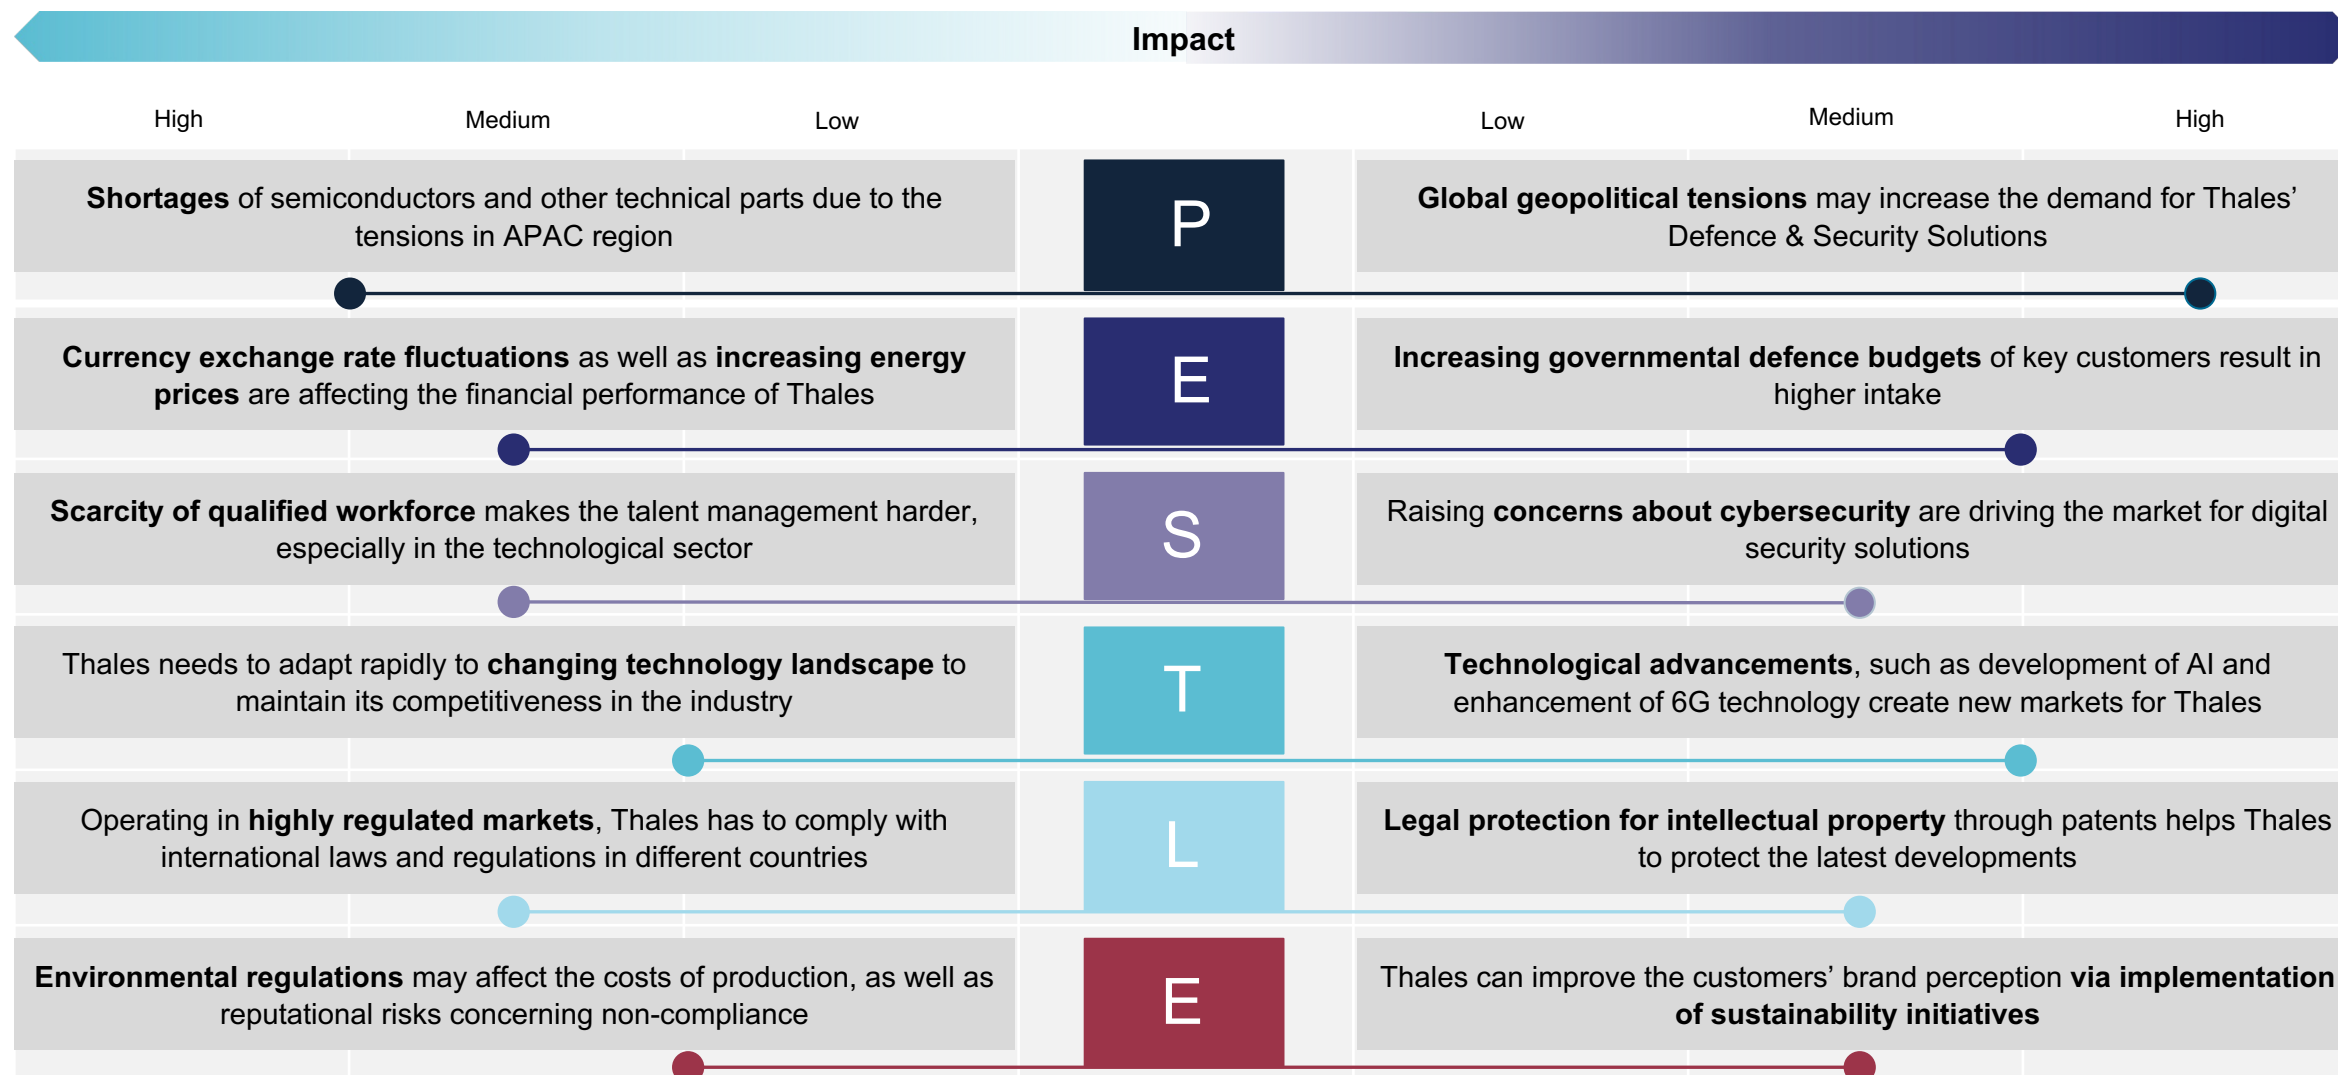 Impact
High
Medium
Low
Low
Medium
High
Shortages of semiconductors and other technical parts due to the
tensions in APAC region
P
Global geopolitical tensions may increase the demand for Thales’
Defence & Security Solutions
Currency exchange rate fluctuations as well as increasing energy
prices are affecting the financial performance of Thales
E
Increasing governmental defence budgets of key customers result in
higher intake
Scarcity of qualified workforce makes the talent management harder,
especially in the technological sector
S
Raising concerns about cybersecurity are driving the market for digital
security solutions
Thales needs to adapt rapidly to changing technology landscape to
maintain its competitiveness in the industry
T
Technological advancements, such as development of AI and
enhancement of 6G technology create new markets for Thales
Operating in highly regulated markets, Thales has to comply with
international laws and regulations in different countries
L
Legal protection for intellectual property through patents helps Thales
to protect the latest developments
Environmental regulations may affect the costs of production, as well as
reputational risks concerning non-compliance
E
Thales can improve the customers’ brand perception via implementation
of sustainability initiatives